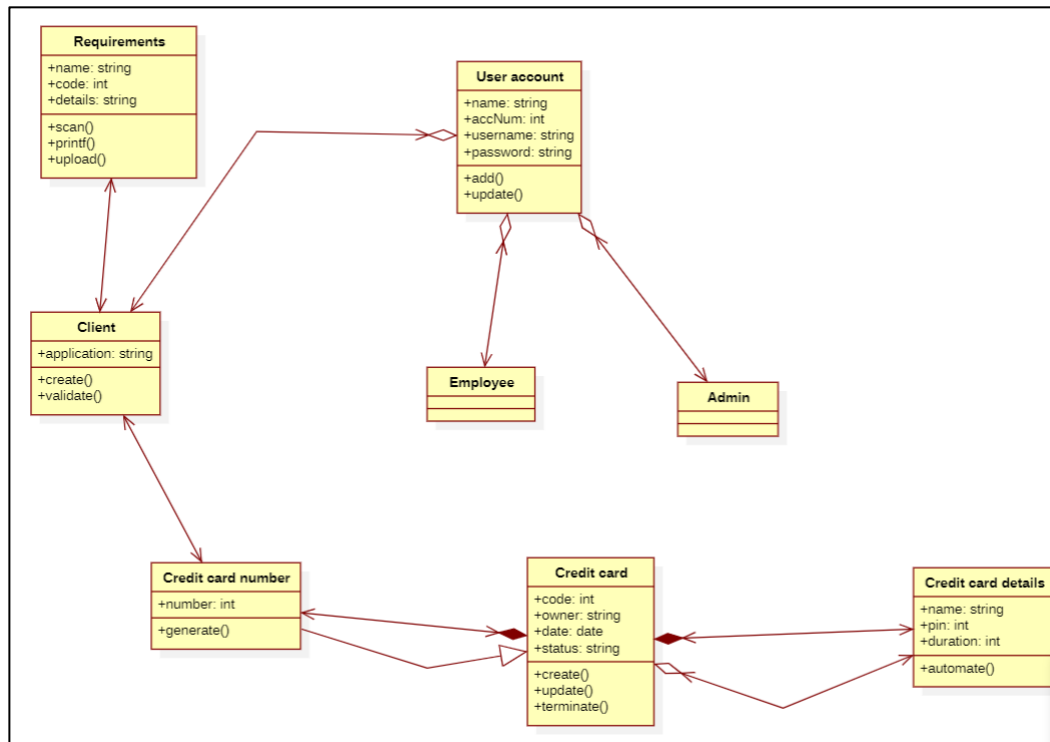 Requirements
+name: string
+code: int
+details: string
+scan()
+printf()
+upload()
User account
+name: string
+accNum: int
+username: string
+password: string
+add()
+update()
Client
+application: string
+create()
+validate()
Employee
Admin
Credit card number
+number: int
+generate()
Credit card
+code: int
+owner: string
+date: date
+status: string
+create()
+update()
+terminate()
Credit card details
+name: string
+pin: int
+duration: int
+automate()